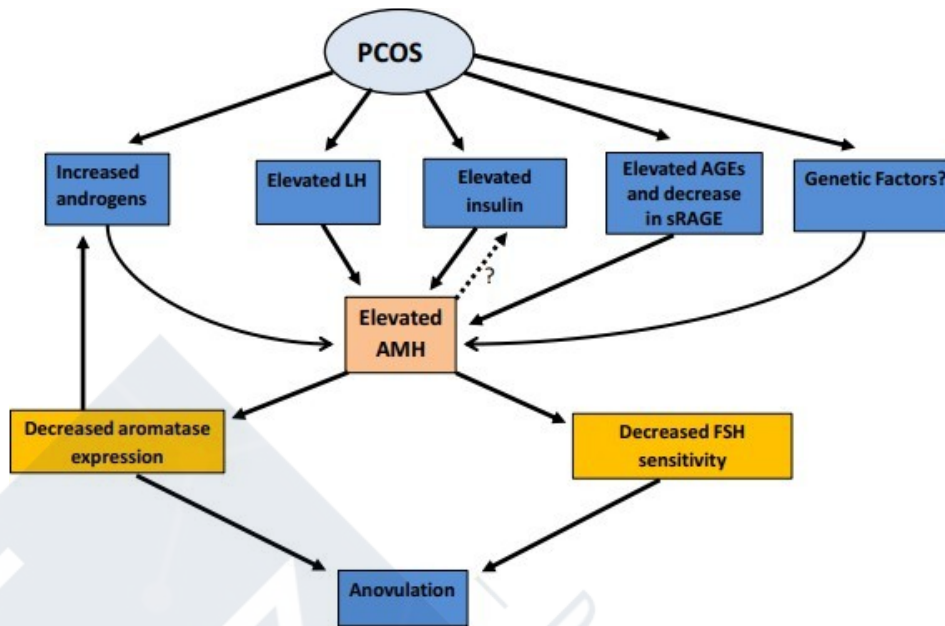 PCOS
Increased
androgens
Elevated LH
Elevated
insulin
Elevated AGEs
and decrease
in sRAGE
Genetic Factors?
?
Elevated
AMH
Decreased aromatase
expression
Decreased FSH
sensitivity
Anovulation